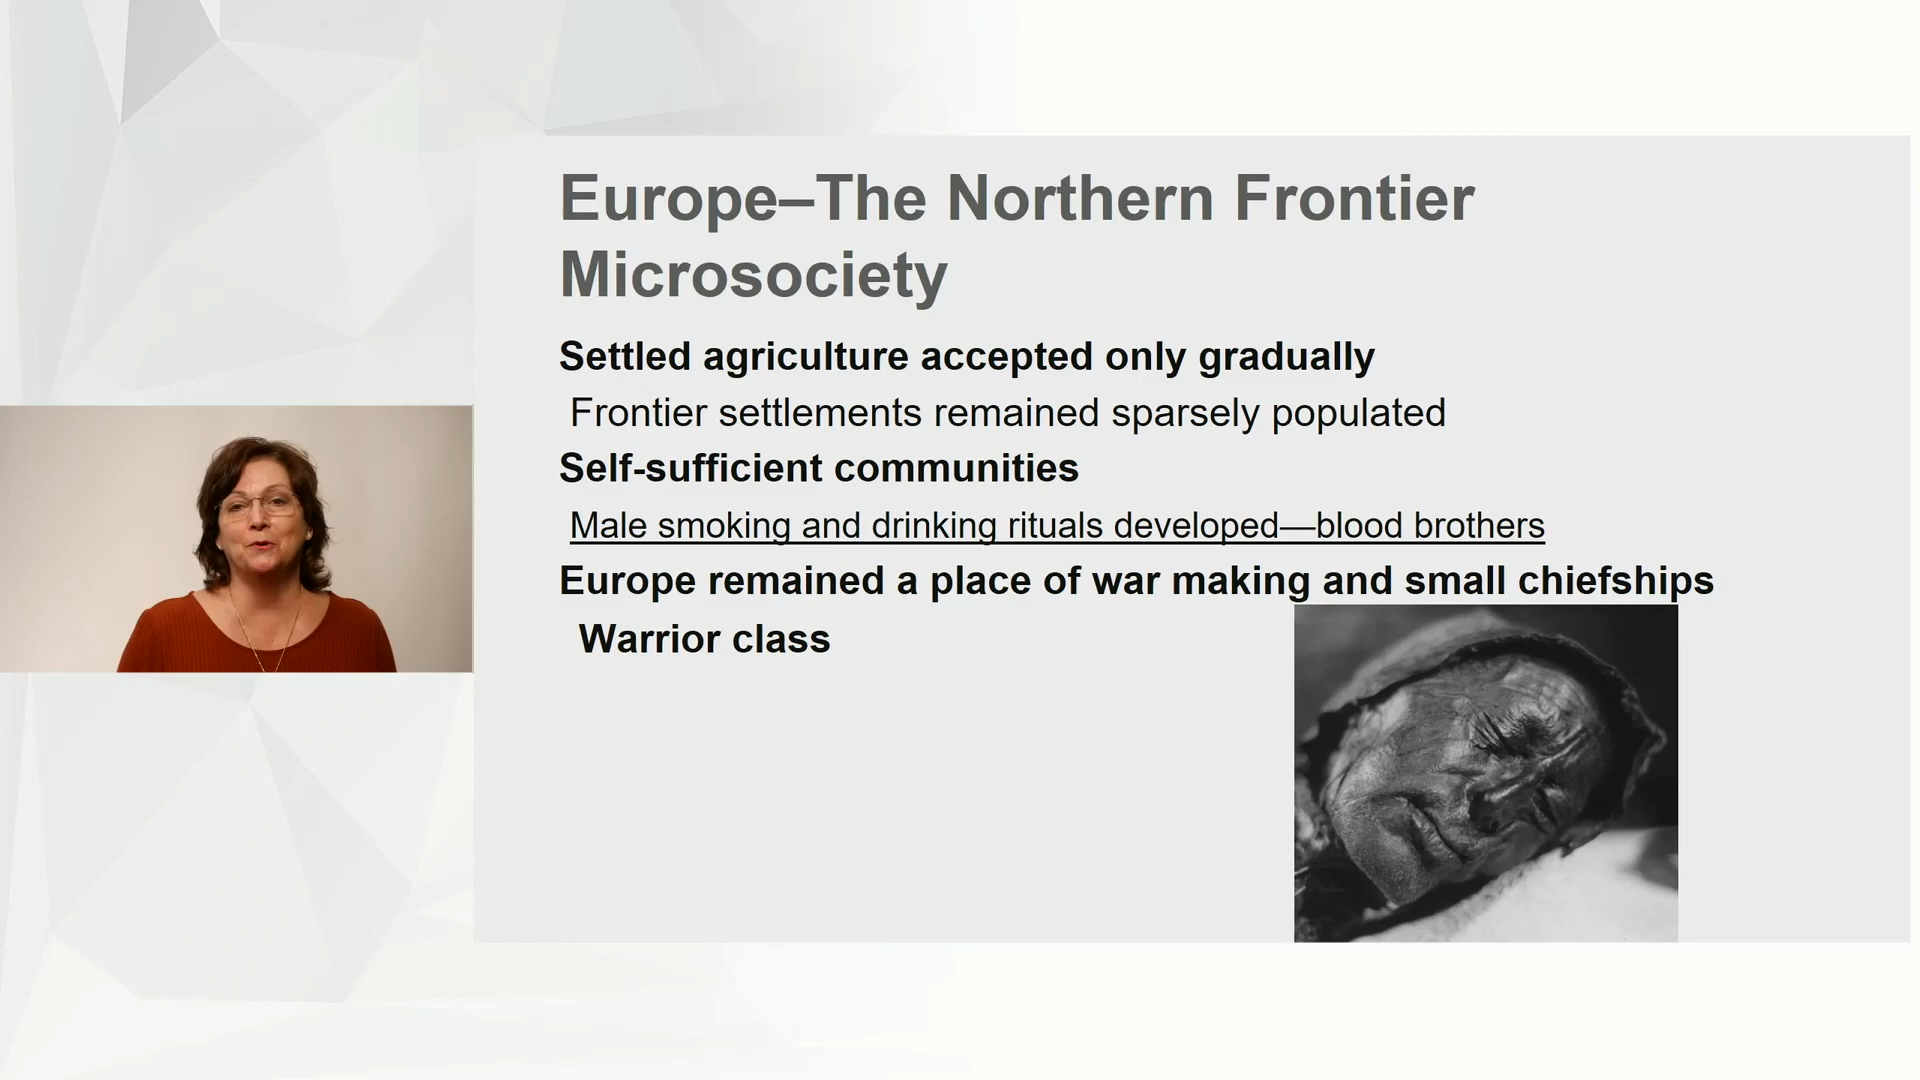 Europe–The Northern Frontier
Microsociety
Settled agriculture accepted only gradually
Frontier settlements remained sparsely populated
Self-sufficient communities
Male smoking and drinking rituals developed—blood brothers
Europe remained a place of war making and small chiefships
Warrior class